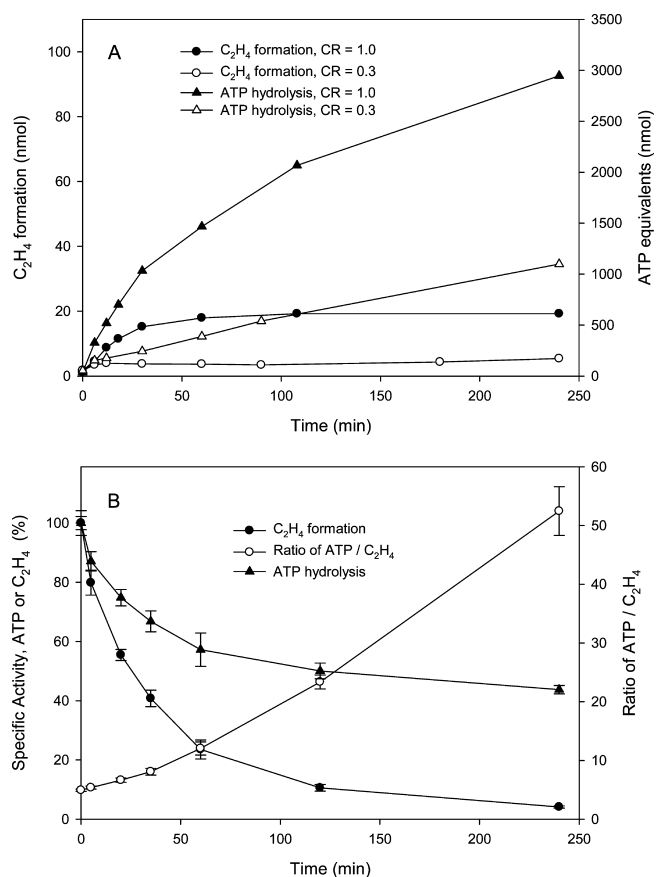 A
C₂H₄ formation, CR = 1.0
C₂H₄ formation, CR = 0.3
ATP hydrolysis, CR = 1.0
ATP hydrolysis, CR = 0.3
C₂H₄ formation (nmol)
100
80
60
40
20
0
3500
3000
2500
2000
1500
1000
500
0
ATP equivalents (nmol)
0 50 100 150 200 250
Time (min)
B
C₂H₄ formation
Ratio of ATP / C₂H₄
ATP hydrolysis
Specific Activity, ATP or C₂H₄ (%)
100
80
60
40
20
0
60
50
40
30
20
10
0
Ratio of ATP / C₂H₄
0 50 100 150 200 250
Time (min)